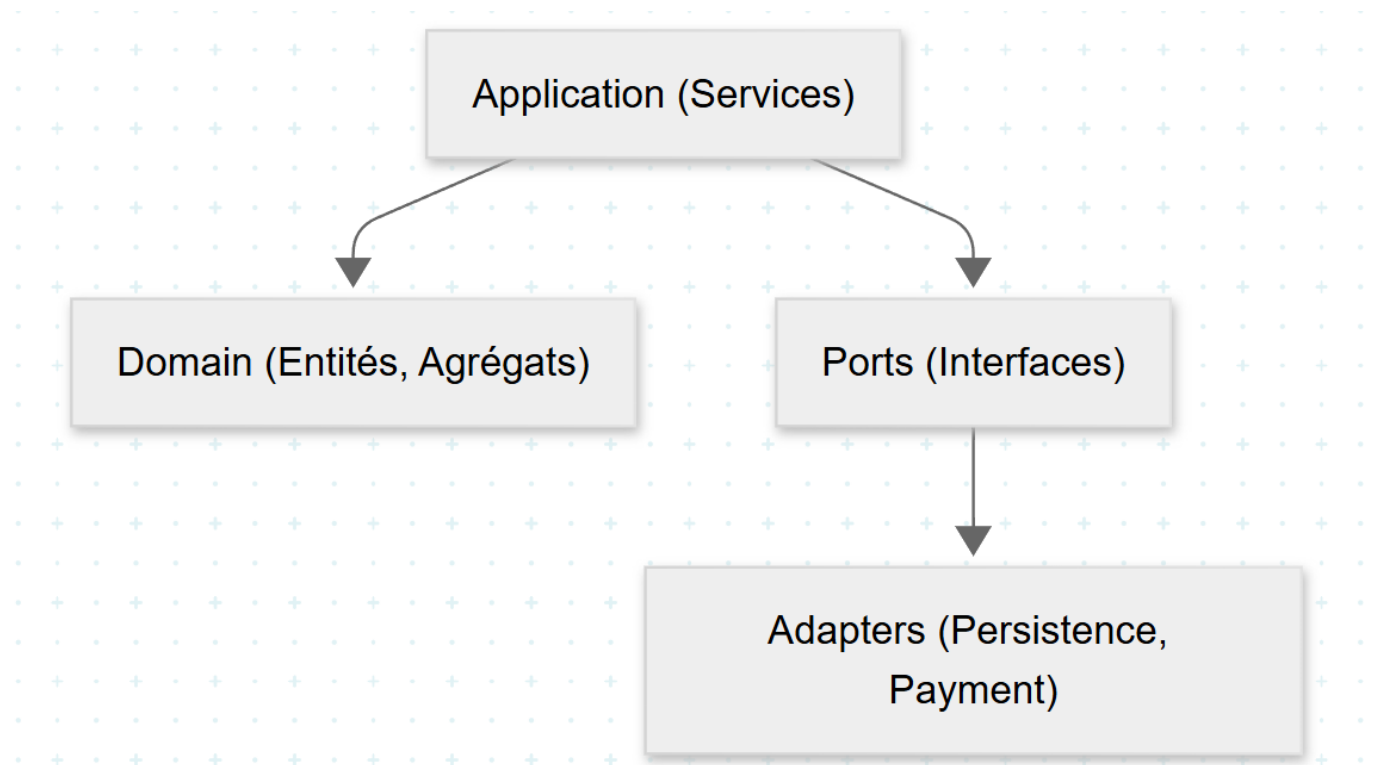 Application (Services)
Domain (Entités, Agrégats)
Ports (Interfaces)
Adapters (Persistence,
Payment)